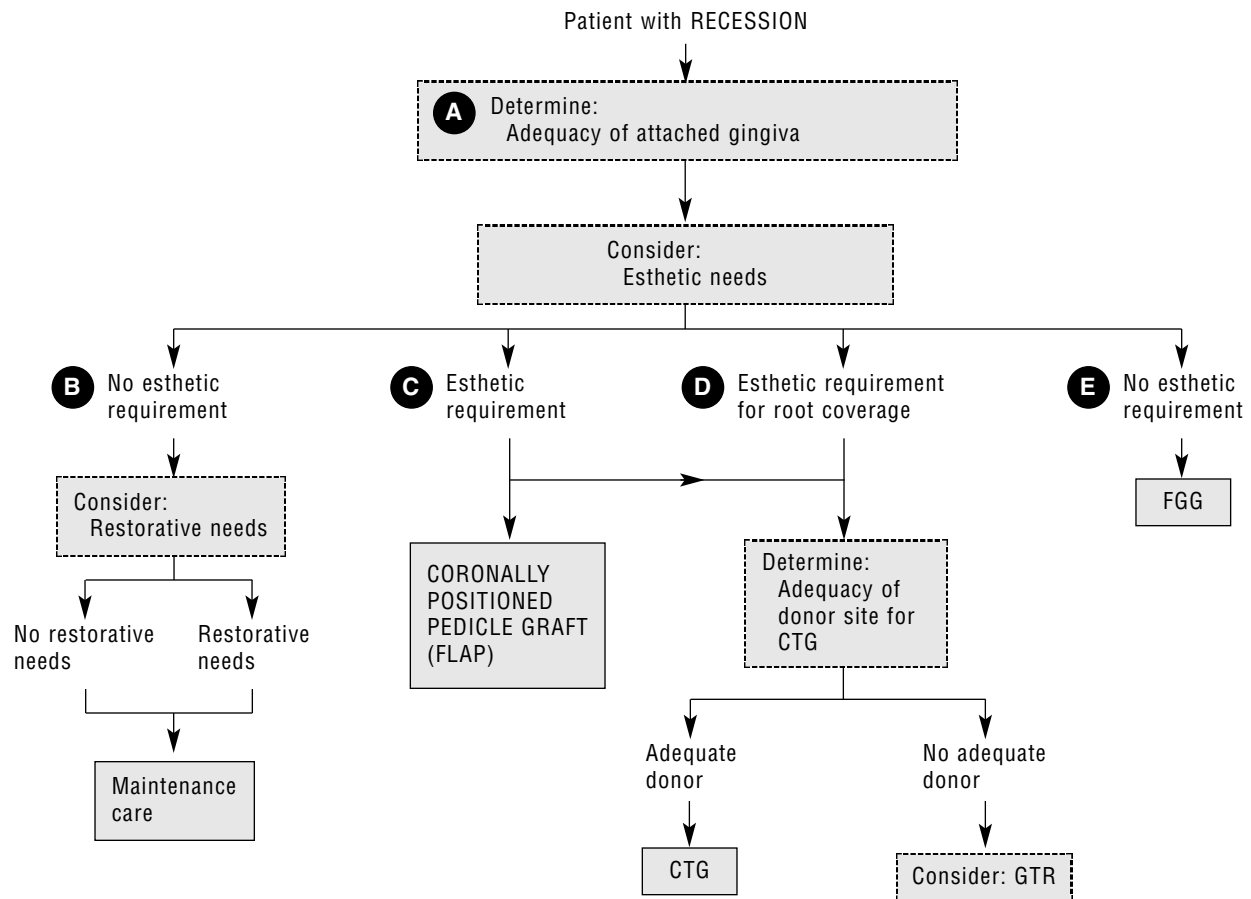 Patient with RECESSION
A
Determine:
Adequacy of attached gingiva
Consider:
Esthetic needs
B
No esthetic
requirement
C
Esthetic
requirement
D
Esthetic requirement
for root coverage
E
No esthetic
requirement
Consider:
Restorative needs
FGG
CORONALLY
POSITIONED
PEDICLE GRAFT
(FLAP)
Determine:
Adequacy of
donor site for
CTG
No restorative
needs
Restorative
needs
Maintenance
care
Adequate
donor
No adequate
donor
CTG
Consider: GTR